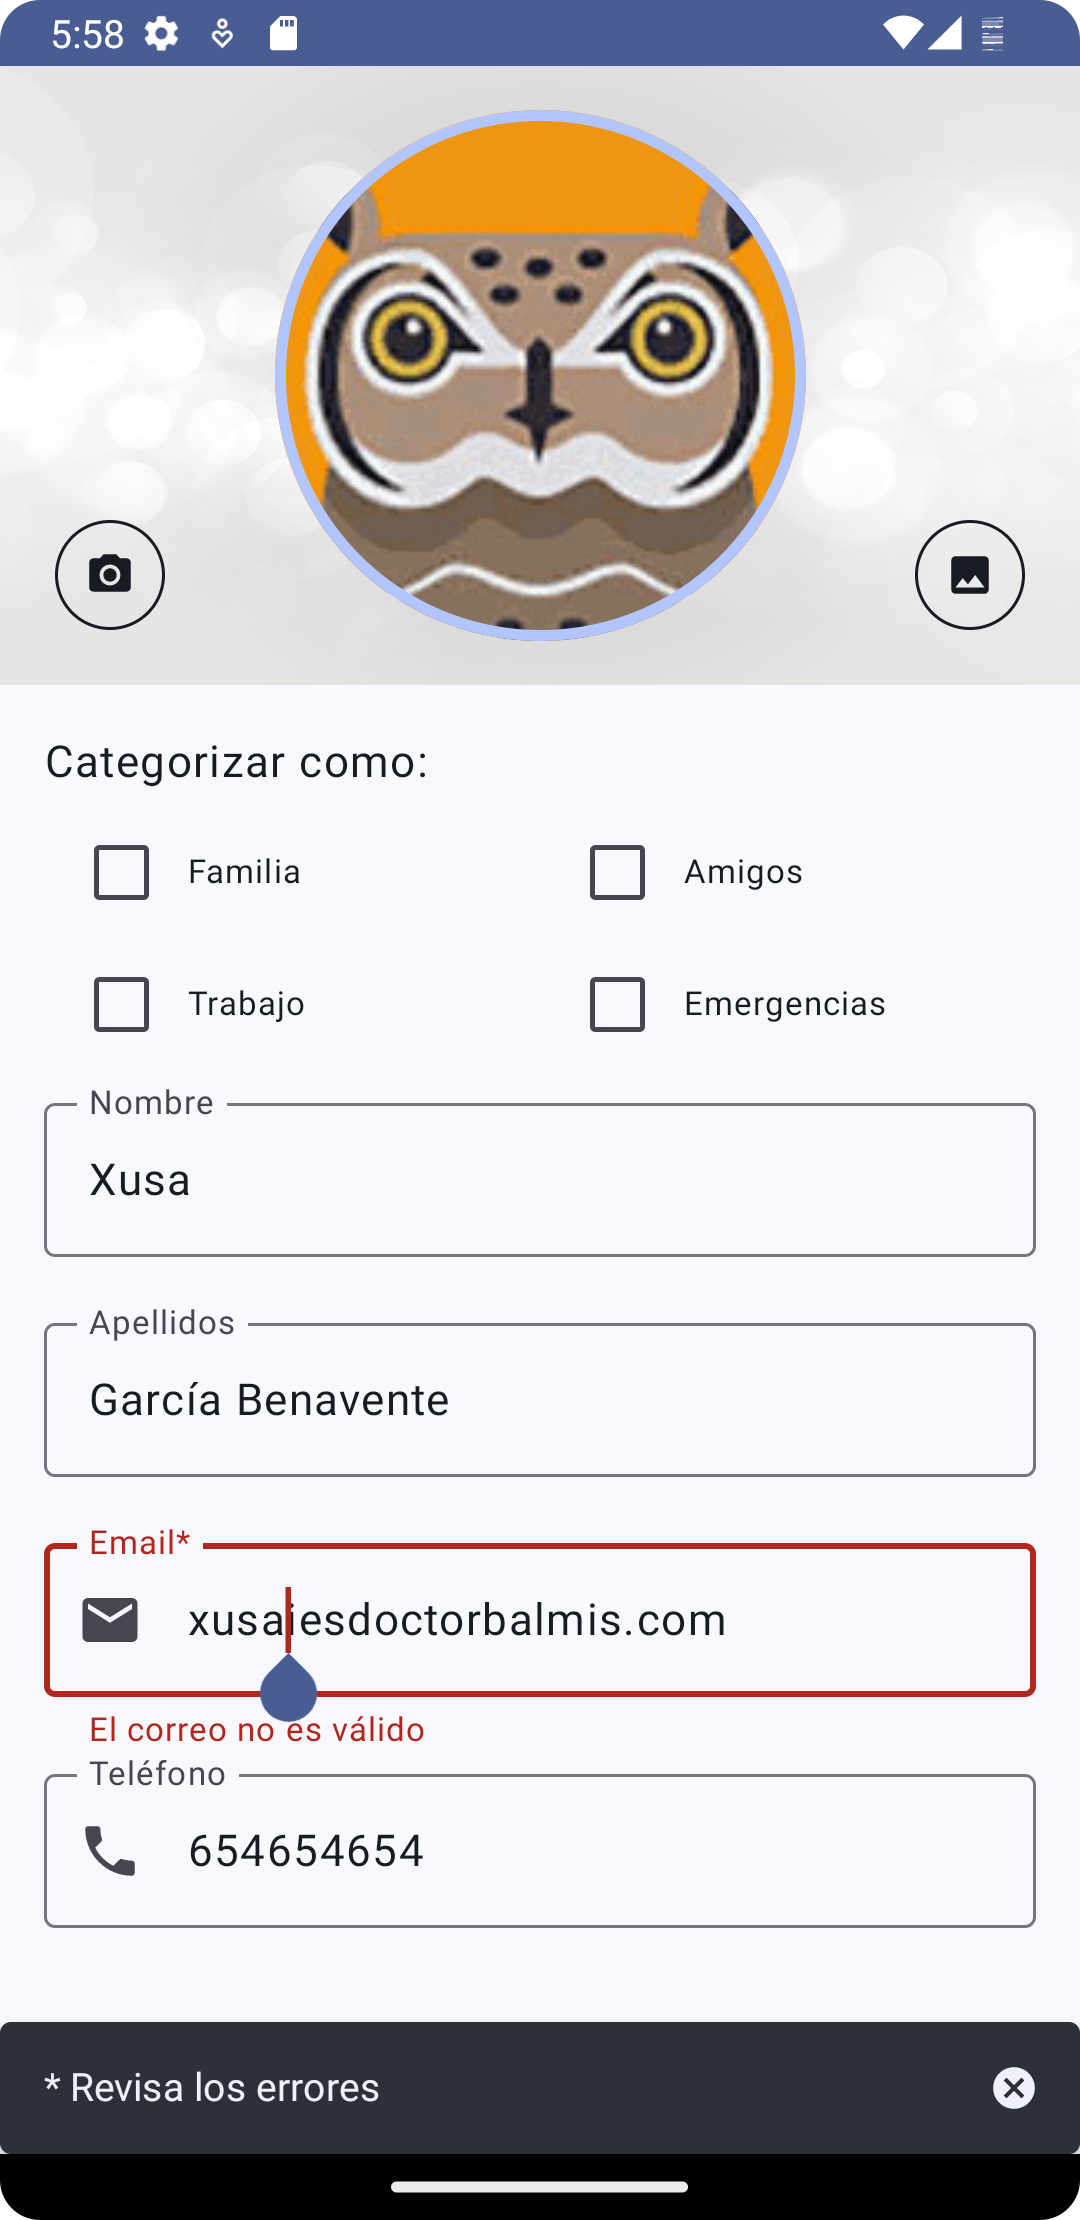 5:58
Categorizar como:
Familia
Amigos
Trabajo
Emergencias
Nombre
Xusa
Apellidos
García Benavente
Email*
xusaiesdoctorbalmis.com
El correo no es válido
Teléfono
654654654
* Revisa los errores